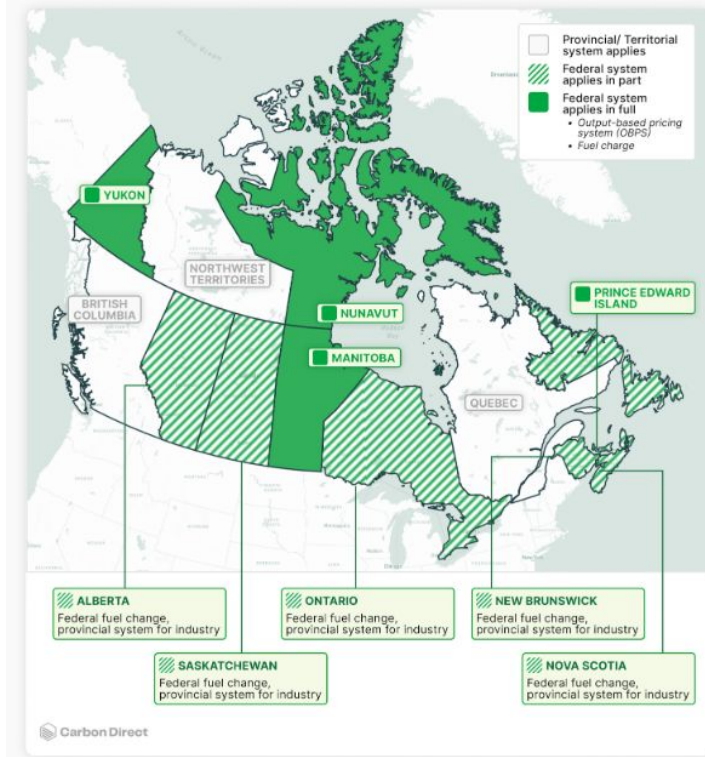 Provincial/ Territorial
system applies
Federal system
applies in part
Federal system
applies in full
• Output-based pricing
system (OBPS)
• Fuel charge
YUKON
NORTHWEST
TERRITORIES
BRITISH
COLUMBIA
NUNAVUT
MANITOBA
PRINCE EDWARD
ISLAND
QUEBEC
ALBERTA
Federal fuel change,
provincial system for industry
ONTARIO
Federal fuel change,
provincial system for industry
NEW BRUNSWICK
Federal fuel change,
provincial system for industry
SASKATCHEWAN
Federal fuel change,
provincial system for industry
NOVA SCOTIA
Federal fuel change,
provincial system for industry
Carbon Direct